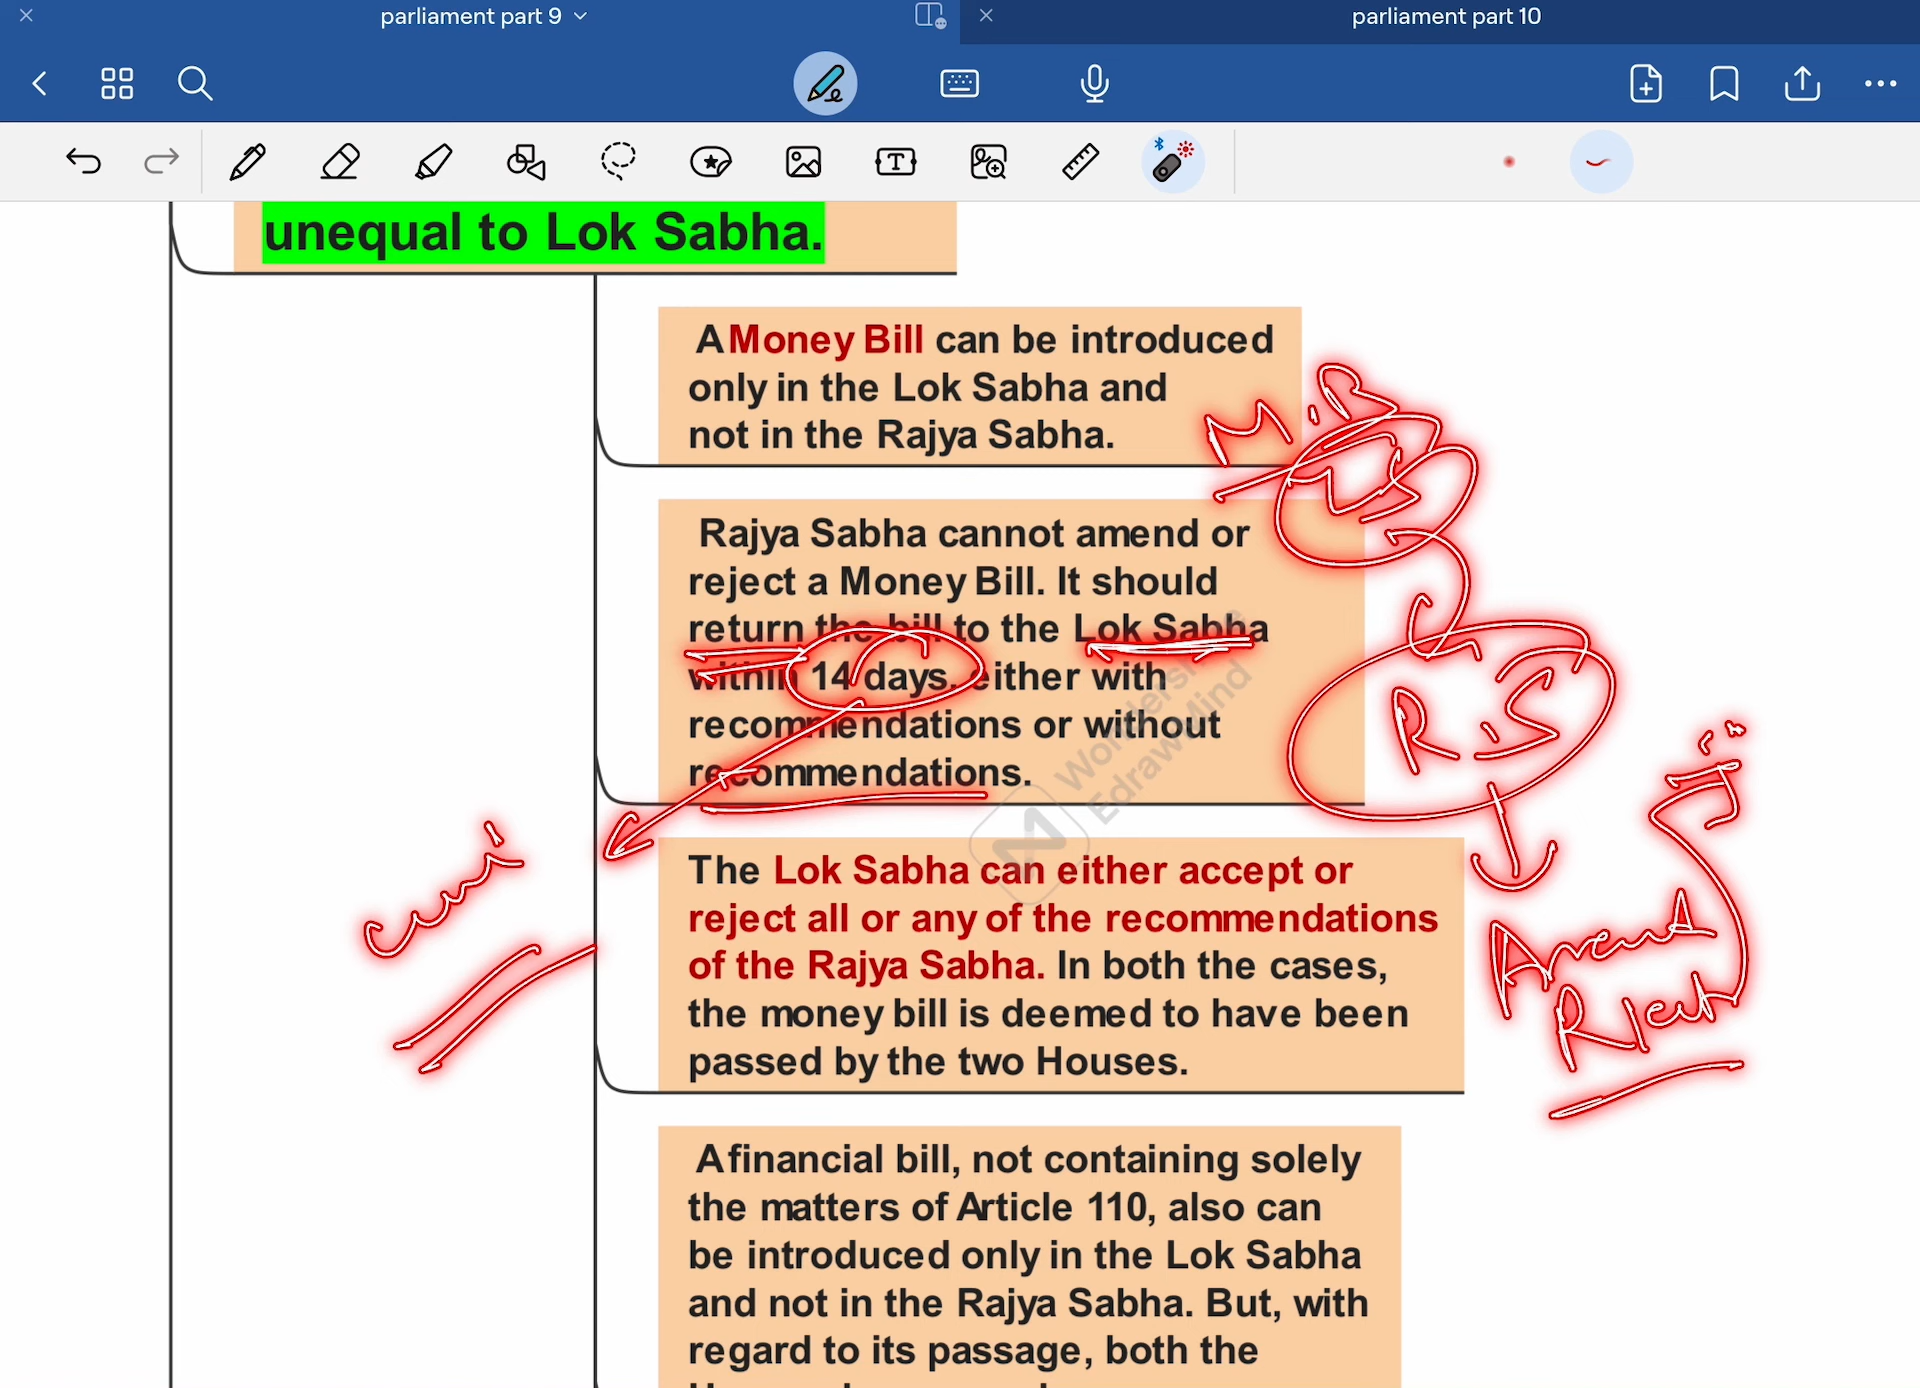 parliament part 9
parliament part 10
unequal to Lok Sabha.
A Money Bill can be introduced
only in the Lok Sabha and
not in the Rajya Sabha.
M.B
LS
Rajya Sabha cannot amend or
reject a Money Bill. It should
return the bill to the Lok Sabha
within 14 days, either with
recommendations or without
recommendations.
RS
Wondershare
EdrawMind
The Lok Sabha can either accept or
reject all or any of the recommendations
of the Rajya Sabha. In both the cases,
the money bill is deemed to have been
passed by the two Houses.
Amend
Reject
A financial bill, not containing solely
the matters of Article 110, also can
be introduced only in the Lok Sabha
and not in the Rajya Sabha. But, with
regard to its passage, both the